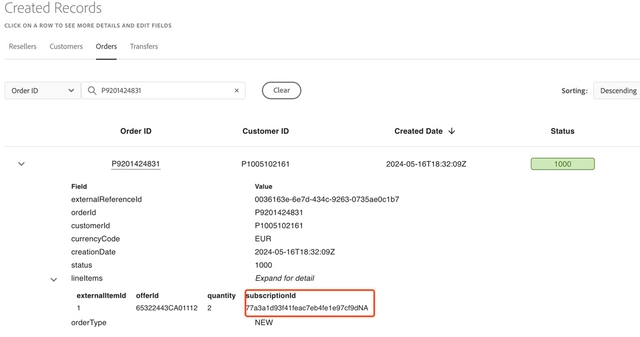 Created Records
CLICK ON A ROW TO SEE MORE DETAILS AND EDIT FIELDS
Resellers Customers Orders Transfers
Order ID P9201424831 × Clear Sorting: Descending
Order ID Customer ID Created Date ↓ Status
P9201424831 P1005102161 2024-05-16T18:32:09Z 1000
Field Value
externalReferenceId 0036163e-6e7d-434c-9263-0735ae0c1b7
orderId P9201424831
customerId P1005102161
currencyCode EUR
creationDate 2024-05-16T18:32:09Z
status 1000
lineItems Expand for detail
externalItemId offerId quantity subscriptionId
1 65322443CA01112 2 77a3a1d93f41feac7eb4fe1e97cf9dNA
orderType NEW